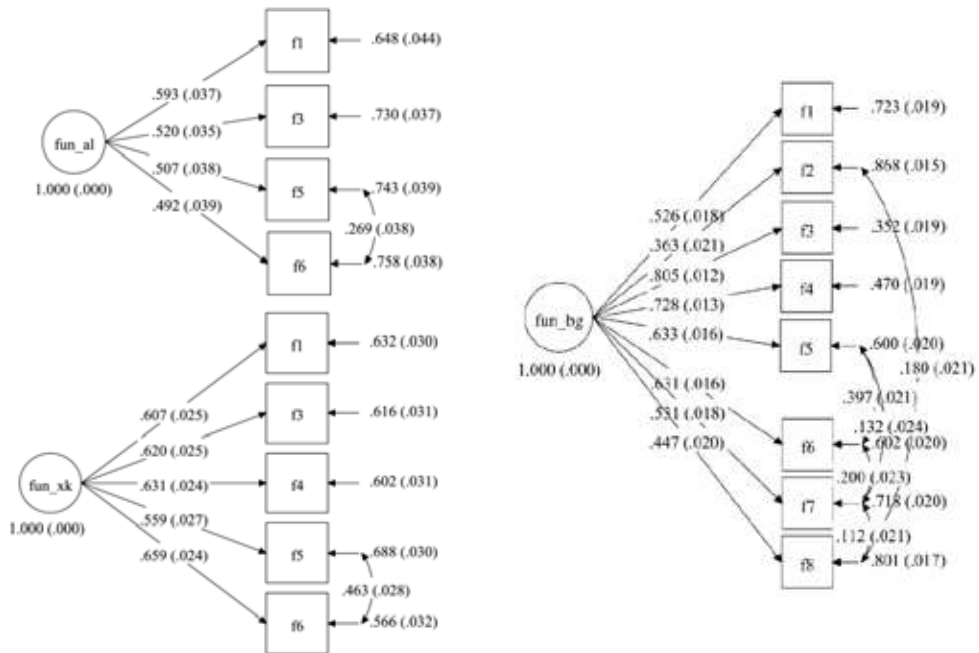 f1
.648 (.044)
.593 (.037)
f3
.730 (.037)
.520 (.035)
fun_al
1.000 (.000)
.507 (.038)
f5
.743 (.039)
.492 (.039)
.269 (.038)
f6
.758 (.038)
f1
.632 (.030)
.607 (.025)
f3
.616 (.031)
.620 (.025)
fun_xk
1.000 (.000)
.631 (.024)
f4
.602 (.031)
.559 (.027)
f5
.688 (.030)
.659 (.024)
.463 (.028)
f6
.566 (.032)
f1
.723 (.019)
f2
.868 (.015)
.526 (.018)
.363 (.021)
f3
.352 (.019)
.805 (.012)
.728 (.013)
f4
.470 (.019)
fun_bg
1.000 (.000)
.633 (.016)
f5
.600 (.020)
.180 (.021)
.631 (.016)
.397 (.021)
.531 (.018)
.132 (.024)
.447 (.020)
f6
.602 (.020)
.200 (.023)
f7
.718 (.020)
.112 (.021)
f8
.801 (.017)